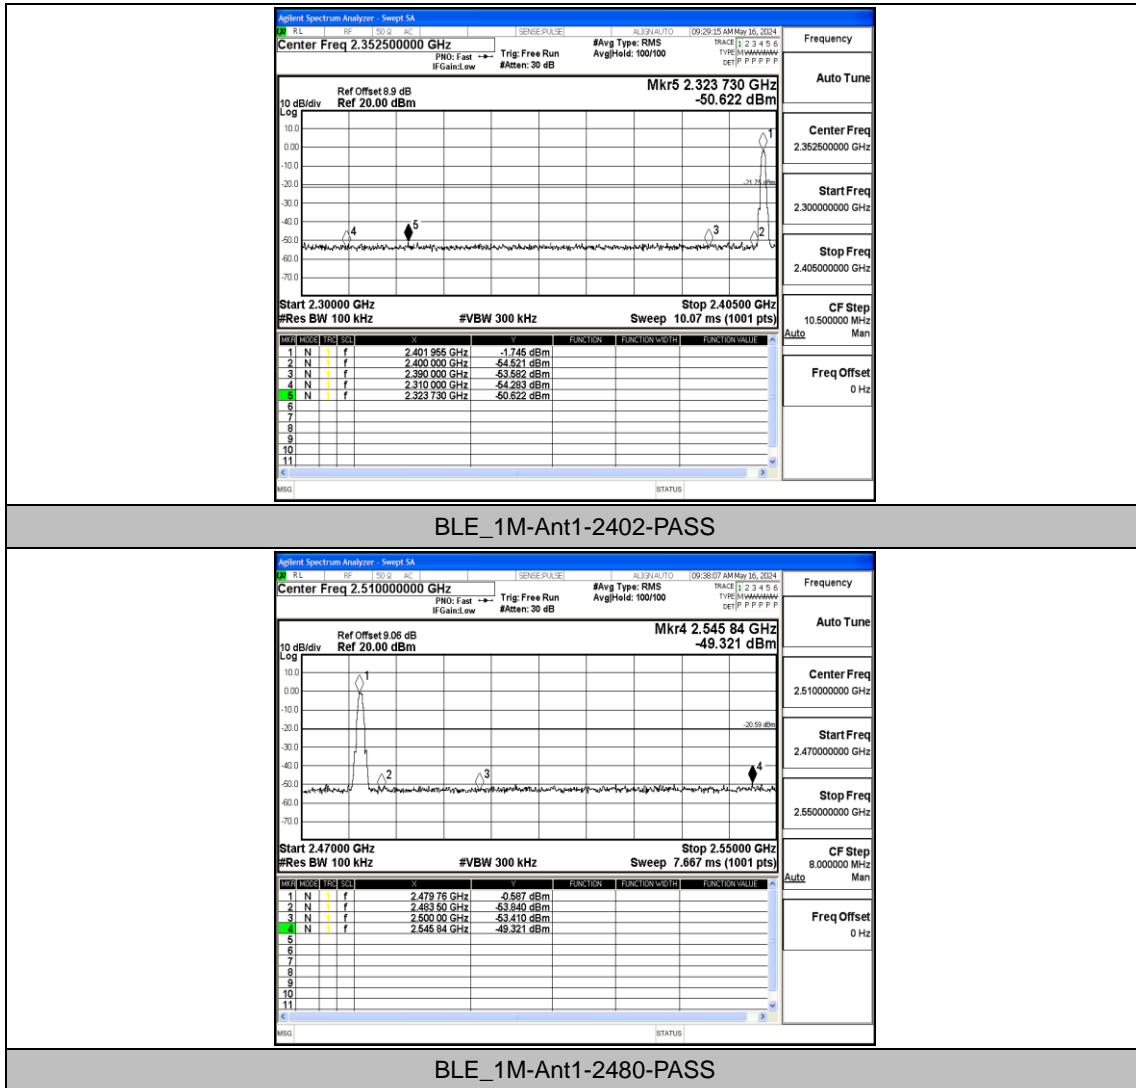 Agilent Spectrum Analyzer - Swept SA
RL RF 50 Ω AC SENSE:PULSE ALIGNAUTO 09:29:15 AM May 16, 2024
Center Freq 2.352500000 GHz #Avg Type: RMS TRACE 1 2 3 4 5 6
PNO: Fast Trig: Free Run Avg|Hold: 100/100 TYPE MWWWWW
IFGain:Low #Atten: 30 dB DET P P P P P P
Mkr5 2.323 730 GHz
Ref Offset 8.9 dB
-50.622 dBm
10 dB/div Ref 20.00 dBm
Log
10.0
0.00
-10.0
-20.0
-30.0
-40.0
-50.0
-60.0
-70.0
1
-21.75 dBm
4
5
3
2
Start 2.30000 GHz Stop 2.40500 GHz
#Res BW 100 kHz #VBW 300 kHz Sweep 10.07 ms (1001 pts)
MKR MODE TRC SCL X Y FUNCTION FUNCTION WIDTH FUNCTION VALUE
1 N 1 f 2.401 955 GHz -1.745 dBm
2 N 1 f 2.400 000 GHz -54.521 dBm
3 N 1 f 2.390 000 GHz -53.582 dBm
4 N 1 f 2.310 000 GHz -54.283 dBm
5 N 1 f 2.323 730 GHz -50.622 dBm
6
7
8
9
10
11
MSG STATUS
Frequency
Auto Tune
Center Freq
2.352500000 GHz
Start Freq
2.300000000 GHz
Stop Freq
2.405000000 GHz
CF Step
10.500000 MHz
Auto Man
Freq Offset
0 Hz
BLE_1M-Ant1-2402-PASS
Agilent Spectrum Analyzer - Swept SA
RL RF 50 Ω AC SENSE:PULSE ALIGNAUTO 09:38:07 AM May 16, 2024
Center Freq 2.510000000 GHz #Avg Type: RMS TRACE 1 2 3 4 5 6
PNO: Fast Trig: Free Run Avg|Hold: 100/100 TYPE MWWWWW
IFGain:Low #Atten: 30 dB DET P P P P P P
Mkr4 2.545 84 GHz
Ref Offset 9.06 dB
-49.321 dBm
10 dB/div Ref 20.00 dBm
Log
10.0
0.00
-10.0
-20.0
-30.0
-40.0
-50.0
-60.0
-70.0
1
-20.59 dBm
2
3
4
Start 2.47000 GHz Stop 2.55000 GHz
#Res BW 100 kHz #VBW 300 kHz Sweep 7.667 ms (1001 pts)
MKR MODE TRC SCL X Y FUNCTION FUNCTION WIDTH FUNCTION VALUE
1 N 1 f 2.479 76 GHz -0.587 dBm
2 N 1 f 2.483 50 GHz -53.840 dBm
3 N 1 f 2.500 00 GHz -53.410 dBm
4 N 1 f 2.545 84 GHz -49.321 dBm
5
6
7
8
9
10
11
MSG STATUS
Frequency
Auto Tune
Center Freq
2.510000000 GHz
Start Freq
2.470000000 GHz
Stop Freq
2.550000000 GHz
CF Step
8.000000 MHz
Auto Man
Freq Offset
0 Hz
BLE_1M-Ant1-2480-PASS